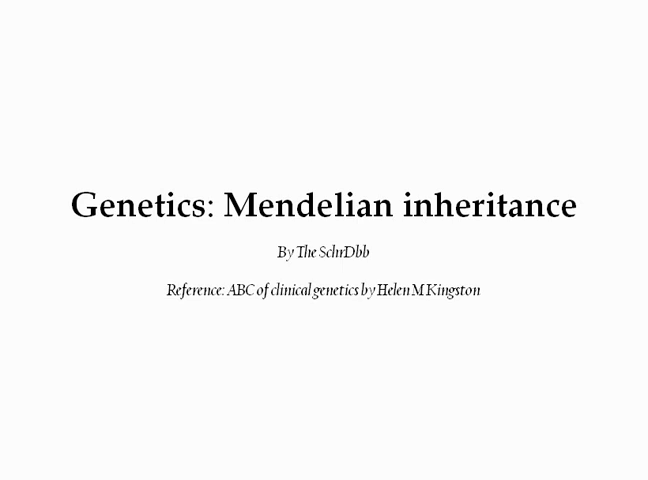 Genetics: Mendelian inheritance
By The SchrDbb
Reference: ABC of clinical genetics by Helen M Kingston